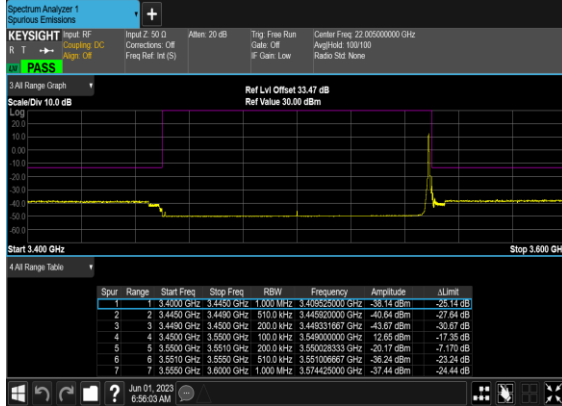 Spectrum Analyzer 1
Spurious Emissions
+
KEYSIGHT Input: RF Input Z: 50 Ω Atten: 20 dB Trig: Free Run Center Freq: 22.005000000 GHz
R T Coupling: DC Corrections: Off Gate: Off Avg|Hold: 100/100
Align: Off Freq Ref: Int (S) IF Gain: Low Radio Std: None
PASS
3 All Range Graph
Ref Lvl Offset 33.47 dB
Scale/Div 10.0 dB Ref Value 30.00 dBm
Log
20.0
10.0
0.00
-10.0
-20.0
-30.0
-40.0
-50.0
-60.0
Start 3.400 GHz Stop 3.600 GH
4 All Range Table
Spur Range Start Freq Stop Freq RBW Frequency Amplitude ΔLimit
1 1 3.4000 GHz 3.4450 GHz 1.000 MHz 3.409525000 GHz -38.14 dBm -25.14 dB
2 2 3.4450 GHz 3.4490 GHz 510.0 kHz 3.445920000 GHz -40.64 dBm -27.64 dB
3 3 3.4490 GHz 3.4500 GHz 200.0 kHz 3.449331667 GHz -43.67 dBm -30.67 dB
4 4 3.4500 GHz 3.5500 GHz 100.0 kHz 3.549000000 GHz 12.65 dBm -17.35 dB
5 5 3.5500 GHz 3.5510 GHz 200.0 kHz 3.550028333 GHz -20.17 dBm -7.170 dB
6 6 3.5510 GHz 3.5550 GHz 510.0 kHz 3.551006667 GHz -36.24 dBm -23.24 dB
7 7 3.5550 GHz 3.6000 GHz 1.000 MHz 3.574425000 GHz -37.44 dBm -24.44 dB
? Jun 01, 2023
6:56:03 AM